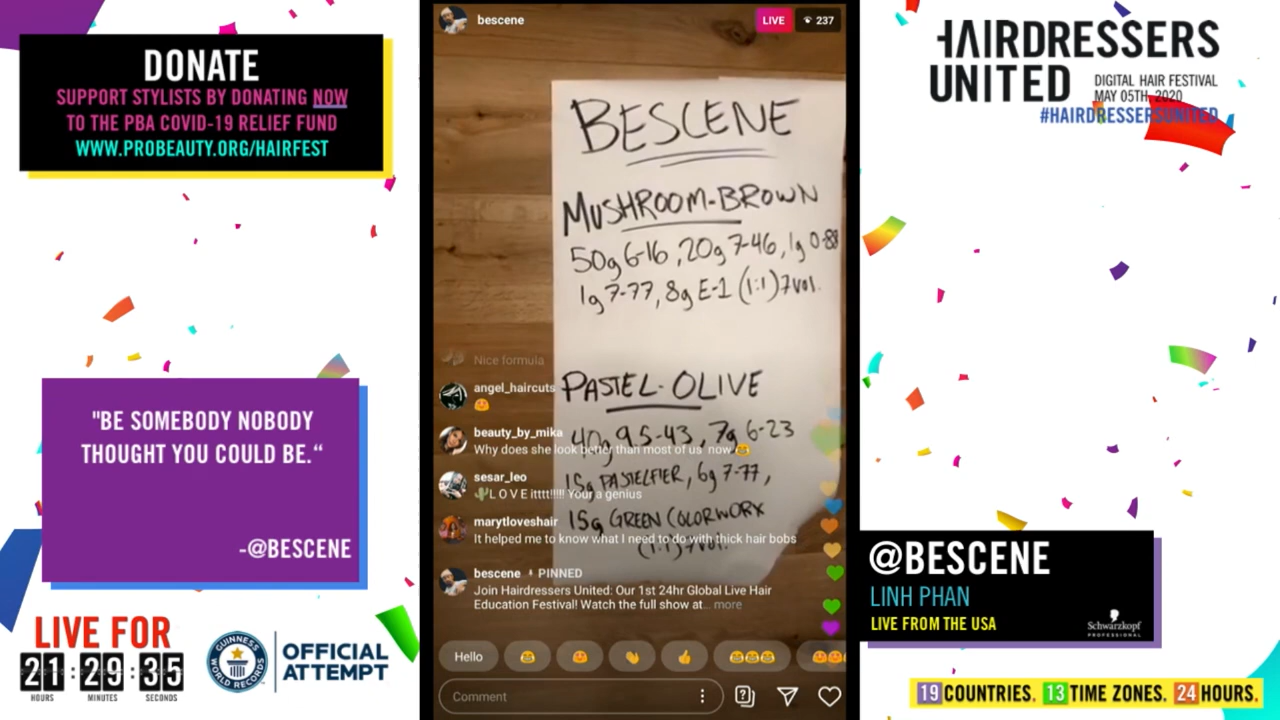 DONATE
SUPPORT STYLISTS BY DONATING NOW
TO THE PBA COVID-19 RELIEF FUND
WWW.PROBEAUTY.ORG/HAIRFEST
"BE SOMEBODY NOBODY
THOUGHT YOU COULD BE.“
-@BESCENE
LIVE FOR
21:29:35
HOURS MINUTES SECONDS
GUINNESS WORLD RECORDS
OFFICIAL
ATTEMPT
bescene
LIVE 237
BESCENE
MUSHROOM-BROWN
50g 6-16, 20g 7-46, 1g 0-88
1g 7-77, 8g E-1 (1:1) 7vol.
Nice formula
PASTEL-OLIVE
angel_haircuts
40g 9.5-43, 7g 6-23
beauty_by_mika
Why does she look better than most of us now
15g PASTELFIER, 6g 7-77,
sesar_leo
L O V E itttt!!!!! Your a genius
15g GREEN COLORWORX
marytloveshair
It helped me to know what I need to do with thick hair bobs
(1:1) 7vol.
bescene PINNED
Join Hairdressers United: Our 1st 24hr Global Live Hair
Education Festival! Watch the full show at... more
Hello
Comment
HAIRDRESSERS
UNITED
DIGITAL HAIR FESTIVAL
MAY 05TH, 2020
#HAIRDRESSERSUNITED
@BESCENE
LINH PHAN
LIVE FROM THE USA
Schwarzkopf
PROFESSIONAL
19 COUNTRIES. 13 TIME ZONES. 24 HOURS.